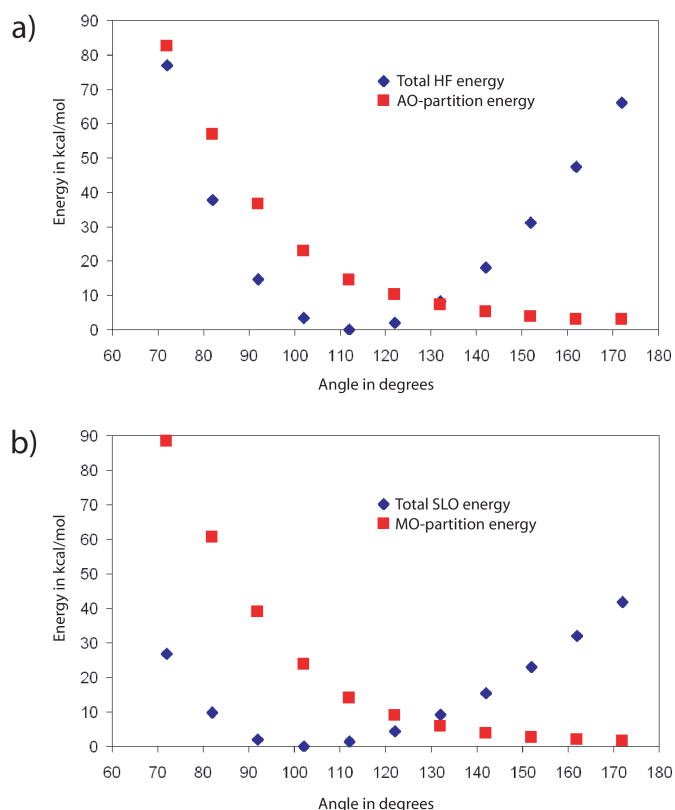 a)
90
80
70
60
50
40
30
20
10
0
Energy in kcal/mol
Total HF energy
AO-partition energy
60 70 80 90 100 110 120 130 140 150 160 170 180
Angle in degrees
b)
90
80
70
60
50
40
30
20
10
0
Energy in kcal/mol
Total SLO energy
MO-partition energy
60 70 80 90 100 110 120 130 140 150 160 170 180
Angle in degrees